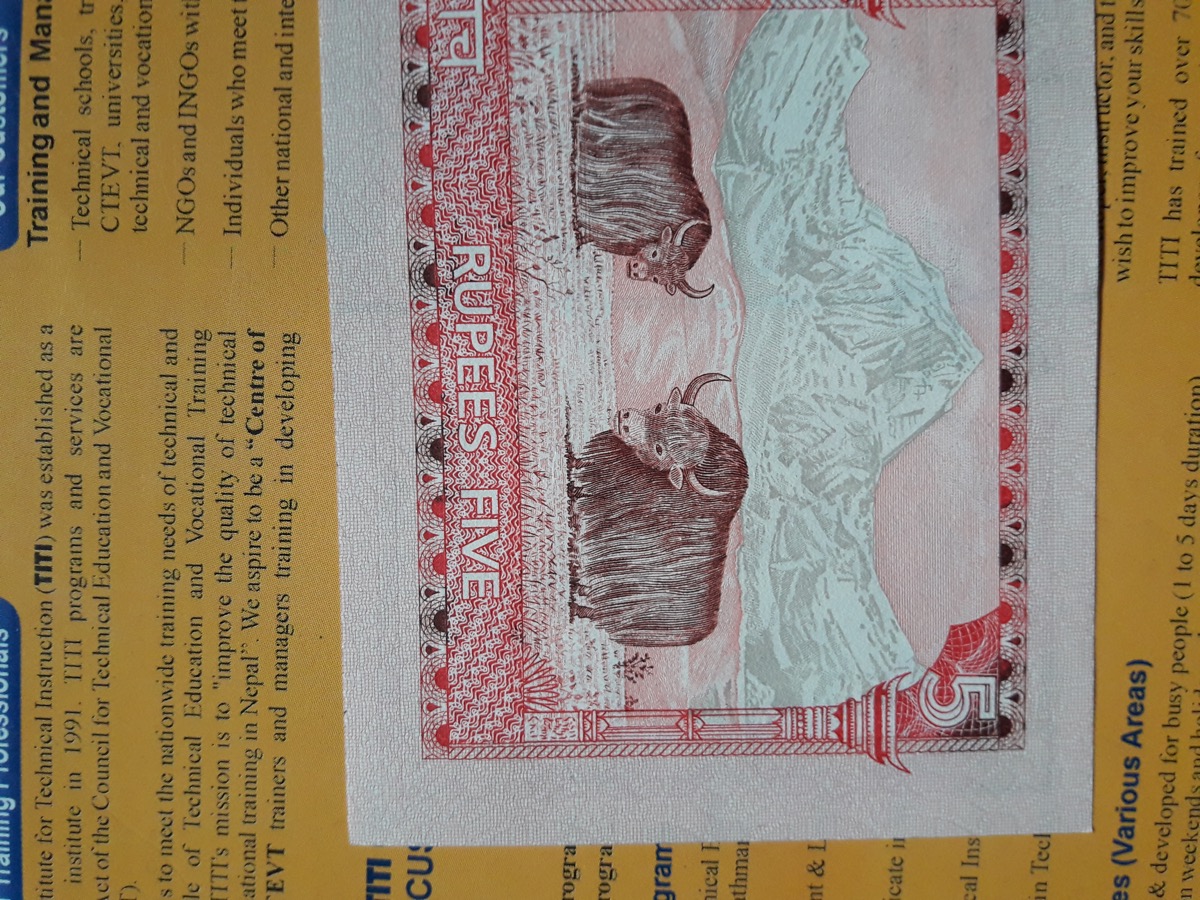 Training Professionals
titute for Technical Instruction (TITI) was established as a
institute in 1991. TITI programs and services are
Act of the Council for Technical Education and Vocational
T).
s to meet the nationwide training needs of technical and
le of Technical Education and Vocational Training
TITI's mission is to "improve the quality of technical
ational training in Nepal". We aspire to be a "Centre of
TEVT trainers and managers training in developing
TITI
CUS
rogra
rogra
gram
nical
athma
nt & L
icate i
cal Ins
in Tec
es (Various Areas)
& developed for busy people (1 to 5 days duration)
n weekends and
Our Customers
Training and Mana
— Technical schools, tr
CTEVT, universities,
technical and vocation
— NGOs and INGOs wit
— Individuals who meet t
— Other national and inte
RUPEES FIVE
5
instructor, and t
wish to improve your skills
TITI has trained over 70